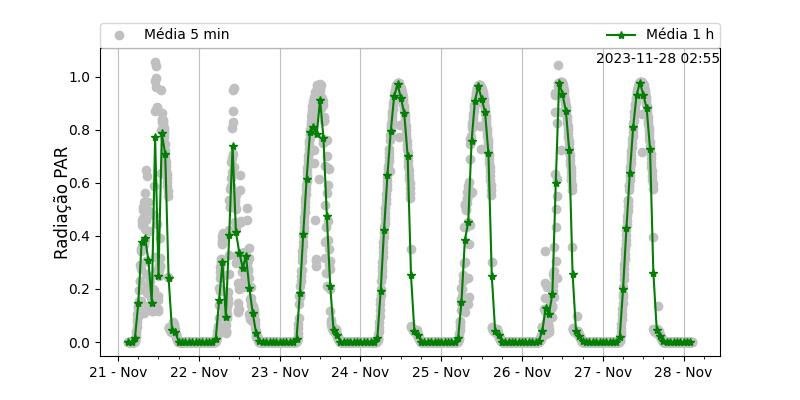 Média 5 min
Média 1 h
2023-11-28 02:55
Radiação PAR
1.0
0.8
0.6
0.4
0.2
0.0
21 - Nov
22 - Nov
23 - Nov
24 - Nov
25 - Nov
26 - Nov
27 - Nov
28 - Nov